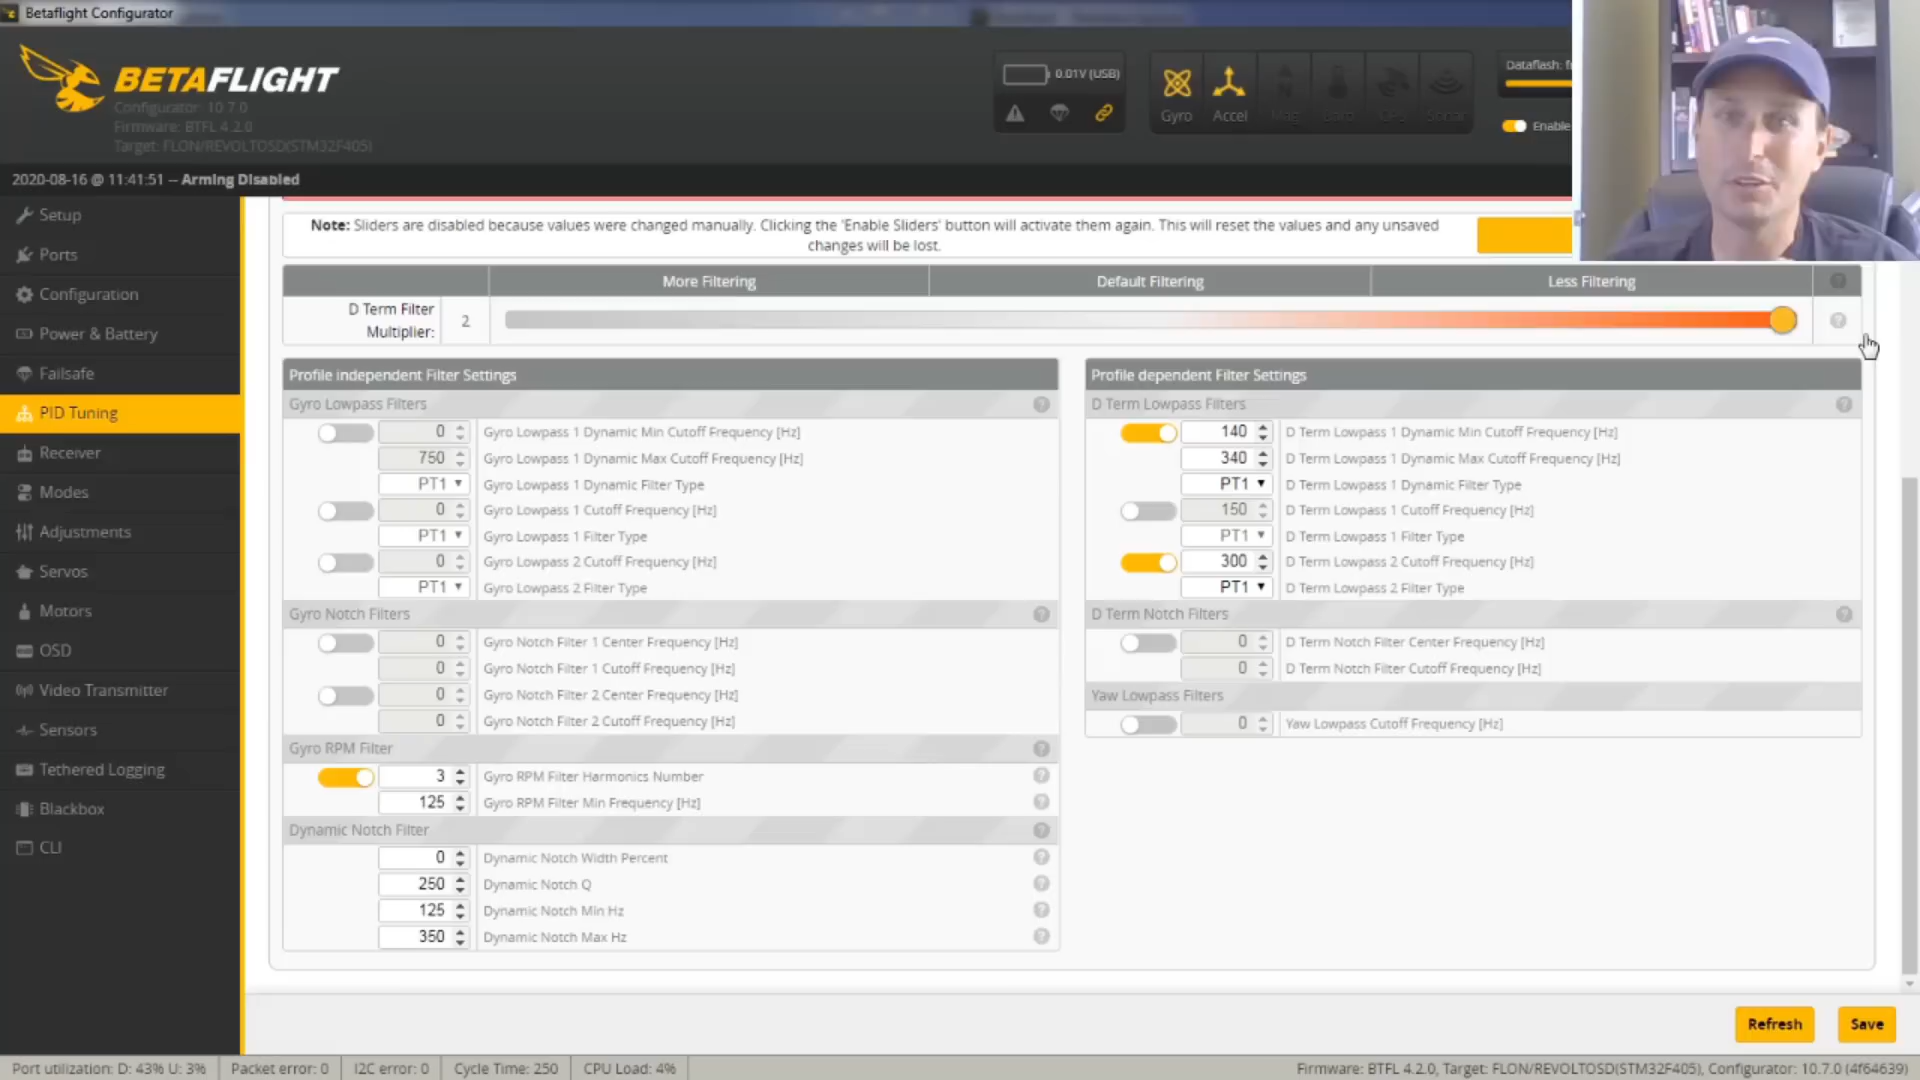 Betaflight Configurator
BETAFLIGHT
Configurator: 10.7.0
Firmware: BTFL 4.2.0
Target: FLON/REVOLTOSD(STM32F405)
0.01V (USB)
Gyro Accel Mag Baro GPS Sonar
Dataflash: fr
Enable
2020-08-16 @ 11:41:51 -- Arming Disabled
Setup
Ports
Configuration
Power & Battery
Failsafe
PID Tuning
Receiver
Modes
Adjustments
Servos
Motors
OSD
Video Transmitter
Sensors
Tethered Logging
Blackbox
CLI
Note: Sliders are disabled because values were changed manually. Clicking the 'Enable Sliders' button will activate them again. This will reset the values and any unsaved
changes will be lost.
More Filtering Default Filtering Less Filtering ?
D Term Filter
Multiplier: 2 ?
Profile independent Filter Settings
Gyro Lowpass Filters ?
0 Gyro Lowpass 1 Dynamic Min Cutoff Frequency [Hz]
750 Gyro Lowpass 1 Dynamic Max Cutoff Frequency [Hz]
PT1 Gyro Lowpass 1 Dynamic Filter Type
0 Gyro Lowpass 1 Cutoff Frequency [Hz]
PT1 Gyro Lowpass 1 Filter Type
0 Gyro Lowpass 2 Cutoff Frequency [Hz]
PT1 Gyro Lowpass 2 Filter Type
Gyro Notch Filters ?
0 Gyro Notch Filter 1 Center Frequency [Hz]
0 Gyro Notch Filter 1 Cutoff Frequency [Hz]
0 Gyro Notch Filter 2 Center Frequency [Hz]
0 Gyro Notch Filter 2 Cutoff Frequency [Hz]
Gyro RPM Filter ?
3 Gyro RPM Filter Harmonics Number ?
125 Gyro RPM Filter Min Frequency [Hz] ?
Dynamic Notch Filter ?
0 Dynamic Notch Width Percent ?
250 Dynamic Notch Q ?
125 Dynamic Notch Min Hz ?
350 Dynamic Notch Max Hz ?
Profile dependent Filter Settings
D Term Lowpass Filters ?
140 D Term Lowpass 1 Dynamic Min Cutoff Frequency [Hz]
340 D Term Lowpass 1 Dynamic Max Cutoff Frequency [Hz]
PT1 D Term Lowpass 1 Dynamic Filter Type
150 D Term Lowpass 1 Cutoff Frequency [Hz]
PT1 D Term Lowpass 1 Filter Type
300 D Term Lowpass 2 Cutoff Frequency [Hz]
PT1 D Term Lowpass 2 Filter Type
D Term Notch Filters ?
0 D Term Notch Filter Center Frequency [Hz]
0 D Term Notch Filter Cutoff Frequency [Hz]
Yaw Lowpass Filters
0 Yaw Lowpass Cutoff Frequency [Hz]
Refresh Save
Port utilization: D: 43% U: 3% Packet error: 0 I2C error: 0 Cycle Time: 250 CPU Load: 4% Firmware: BTFL 4.2.0, Target: FLON/REVOLTOSD(STM32F405), Configurator: 10.7.0 (4f64639)